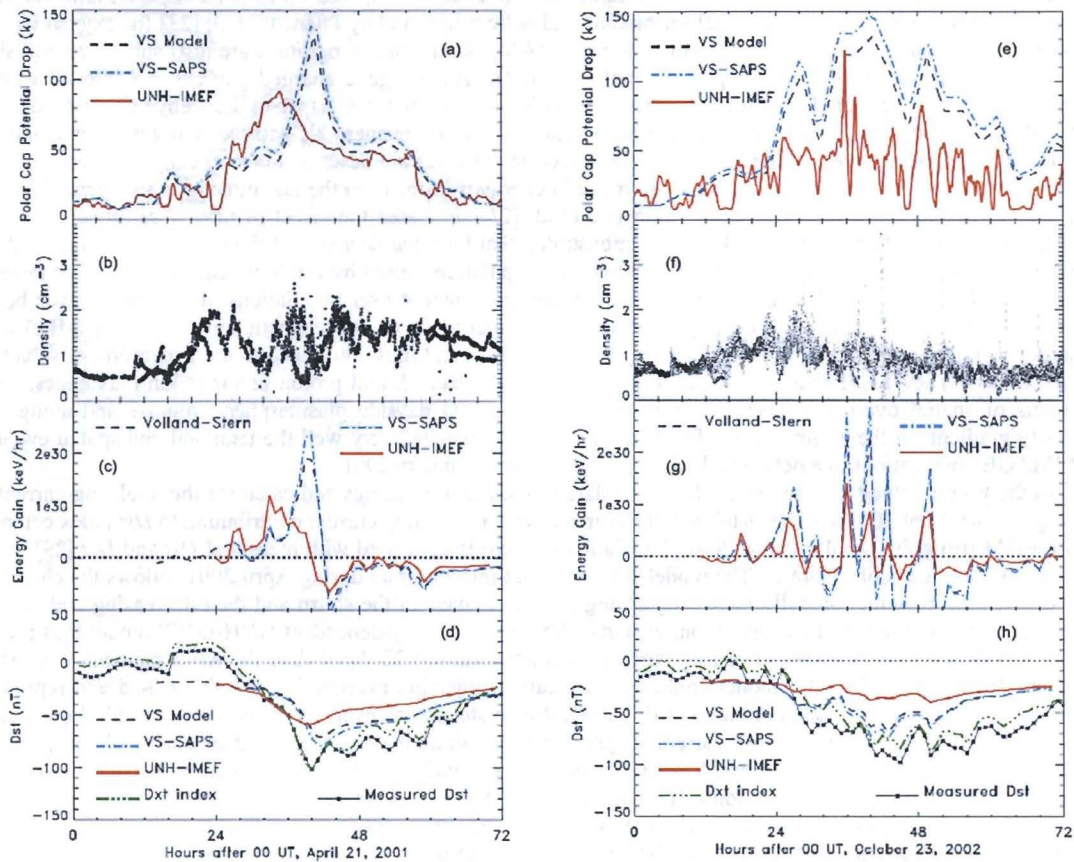 Polar Cap Potential Drop (kV)
150
100
50
0
(a)
VS Model
VS-SAPS
UNH-IMEF
Density (cm⁻³)
3
2
1
0
(b)
Energy Gain (keV/hr)
2e30
1e30
0
(c)
Volland-Stern
VS-SAPS
UNH-IMEF
Dst (nT)
50
0
-50
-100
-150
(d)
VS Model
VS-SAPS
UNH-IMEF
Dxt index
Measured Dst
0 24 48 72
Hours after 00 UT, April 21, 2001
Polar Cap Potential Drop (kV)
150
100
50
0
(e)
VS Model
VS-SAPS
UNH-IMEF
Density (cm⁻³)
3
2
1
0
(f)
Energy Gain (keV/hr)
2e30
1e30
0
(g)
Volland-Stern
VS-SAPS
UNH-IMEF
Dst (nT)
50
0
-50
-100
-150
(h)
VS Model
VS-SAPS
UNH-IMEF
Dxt index
Measured Dst
0 24 48 72
Hours after 00 UT, October 23, 2002